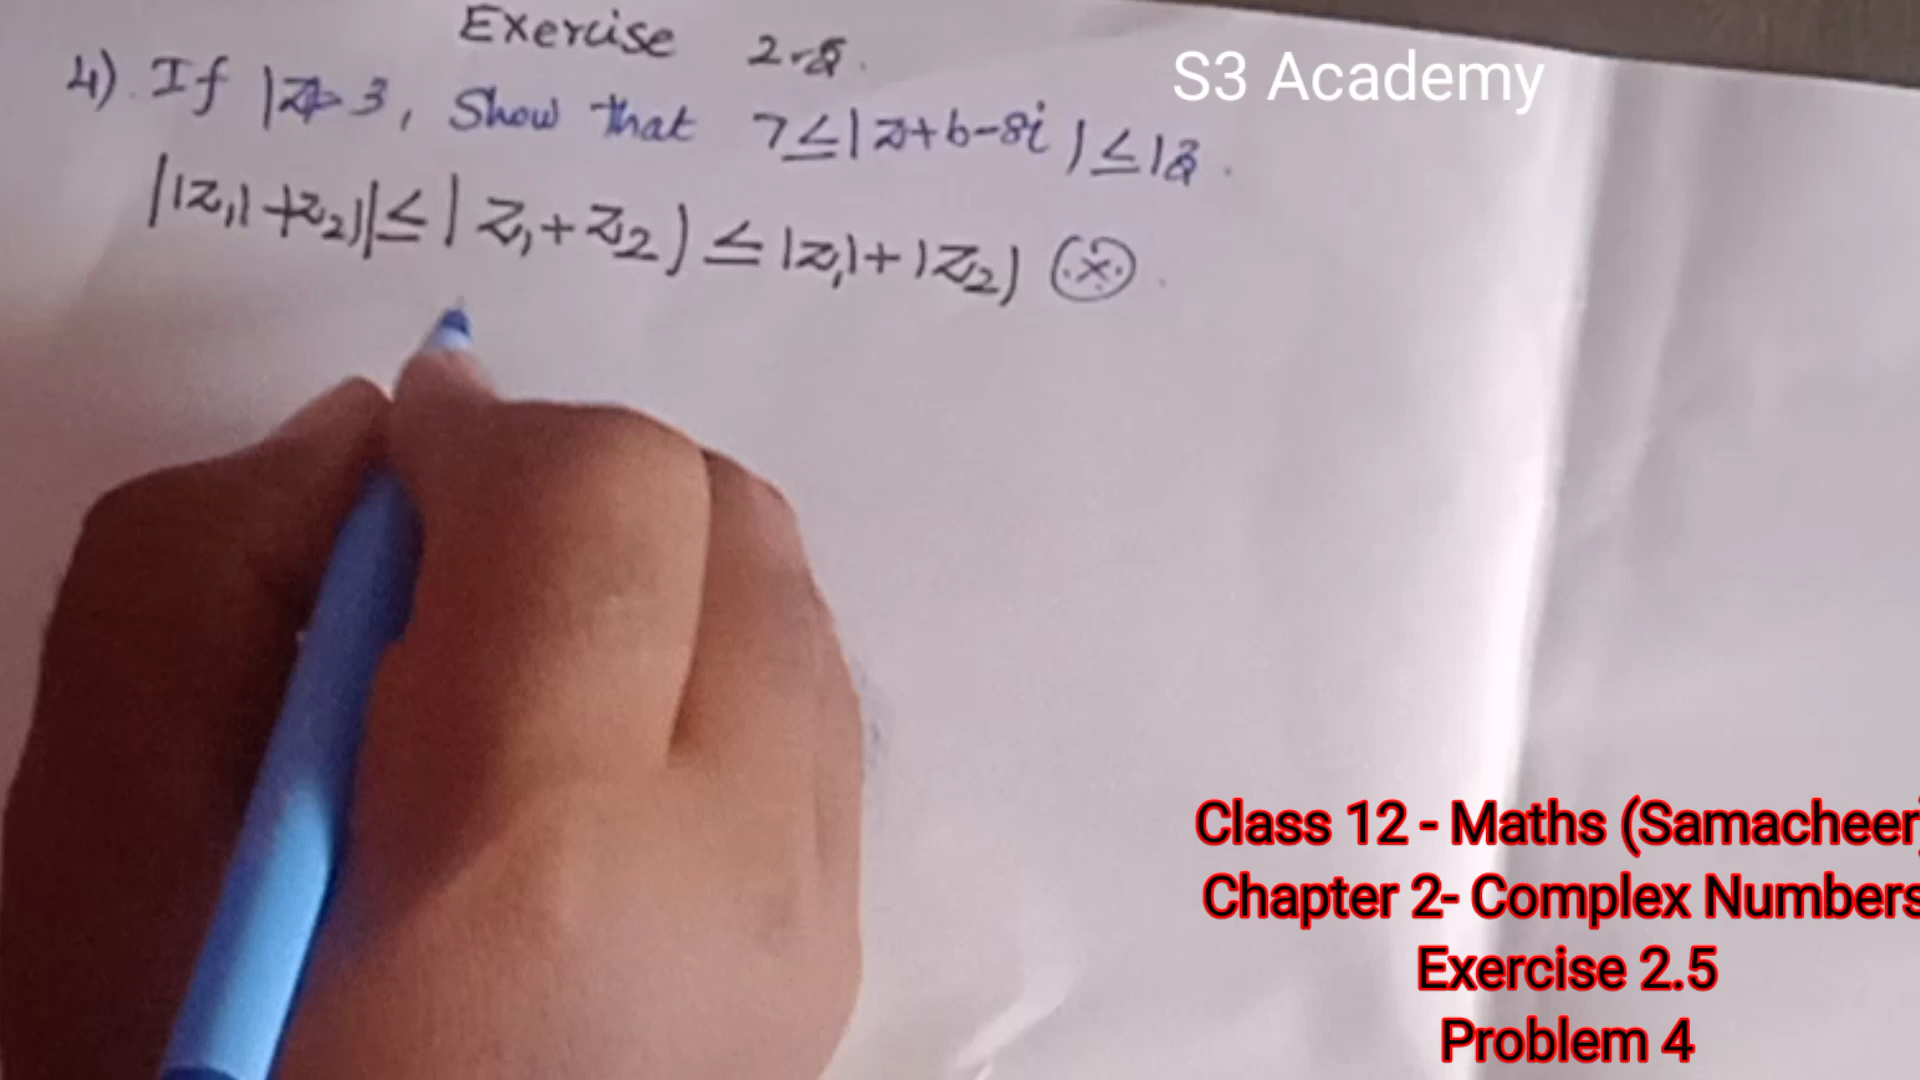 Exercise 2.5.
S3 Academy
4). If |z|= 3, Show that 7≤|z+6-8i|≤13.
||z₁|+|z₂||≤|z₁+z₂|≤|z₁|+|z₂|
Class 12 - Maths (Samacheer)
Chapter 2- Complex Numbers
Exercise 2.5
Problem 4